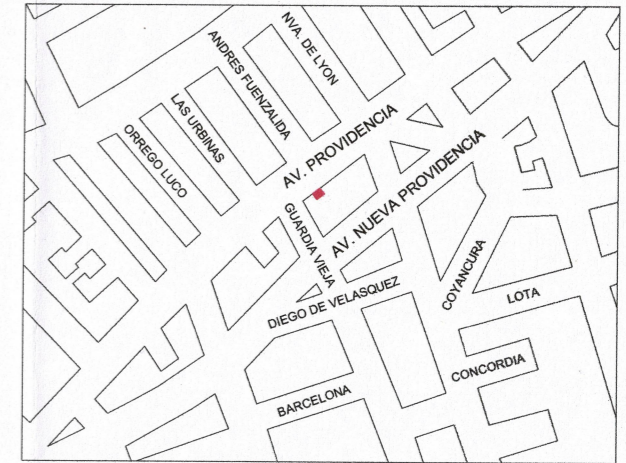 NVA. DE LYON
ANDRES FUENZALIDA
LAS URBINAS
ORREGO LUCO
AV. PROVIDENCIA
AV. NUEVA PROVIDENCIA
GUARDIA VIEJA
DIEGO DE VELASQUEZ
COYANCURA
LOTA
CONCORDIA
BARCELONA